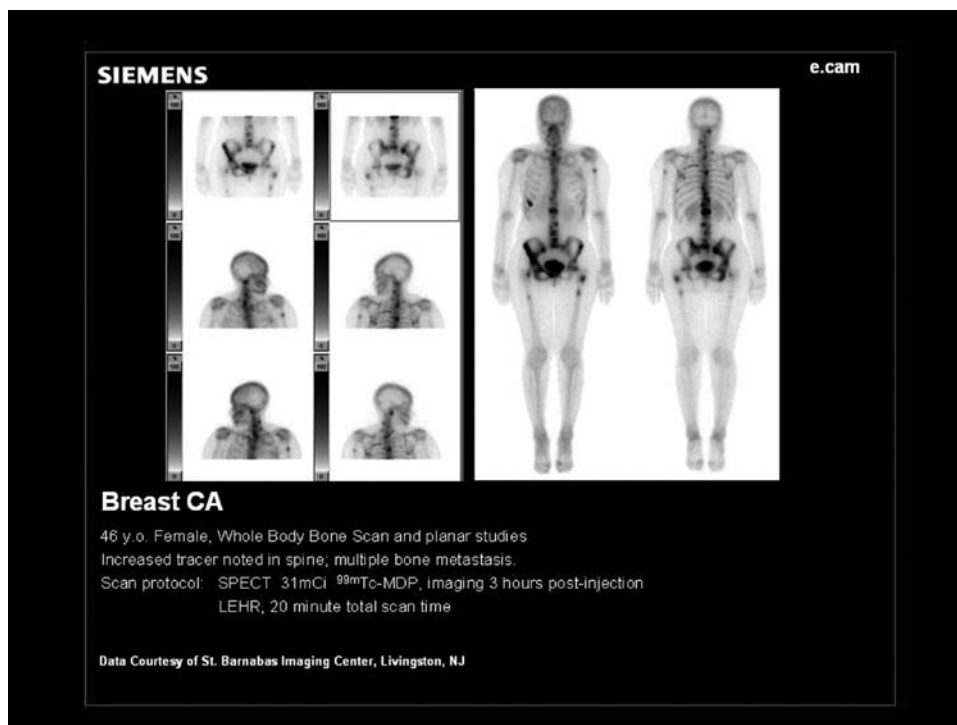 SIEMENS
e.cam
Breast CA
46 y.o. Female, Whole Body Bone Scan and planar studies
Increased tracer noted in spine; multiple bone metastasis.
Scan protocol: SPECT 31mCi ⁹⁹ᵐTc-MDP, imaging 3 hours post-injection
LEHR, 20 minute total scan time
Data Courtesy of St. Barnabas Imaging Center, Livingston, NJ